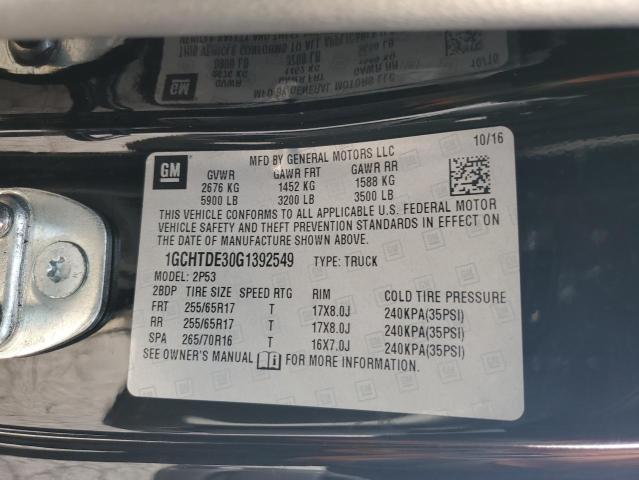 GM
MFD BY GENERAL MOTORS LLC
10/16
GVWR GAWR FRT GAWR RR
2676 KG 1452 KG 1588 KG
5900 LB 3200 LB 3500 LB
THIS VEHICLE CONFORMS TO ALL APPLICABLE U.S. FEDERAL MOTOR
VEHICLE SAFETY AND THEFT PREVENTION STANDARDS IN EFFECT ON
THE DATE OF MANUFACTURE SHOWN ABOVE.
1GCHTDE30G1392549 TYPE: TRUCK
MODEL: 2P53
2BDP TIRE SIZE SPEED RTG RIM COLD TIRE PRESSURE
FRT 255/65R17 T 17X8.0J 240KPA(35PSI)
RR 255/65R17 T 17X8.0J 240KPA(35PSI)
SPA 265/70R16 T 16X7.0J 240KPA(35PSI)
SEE OWNER'S MANUAL FOR MORE INFORMATION.